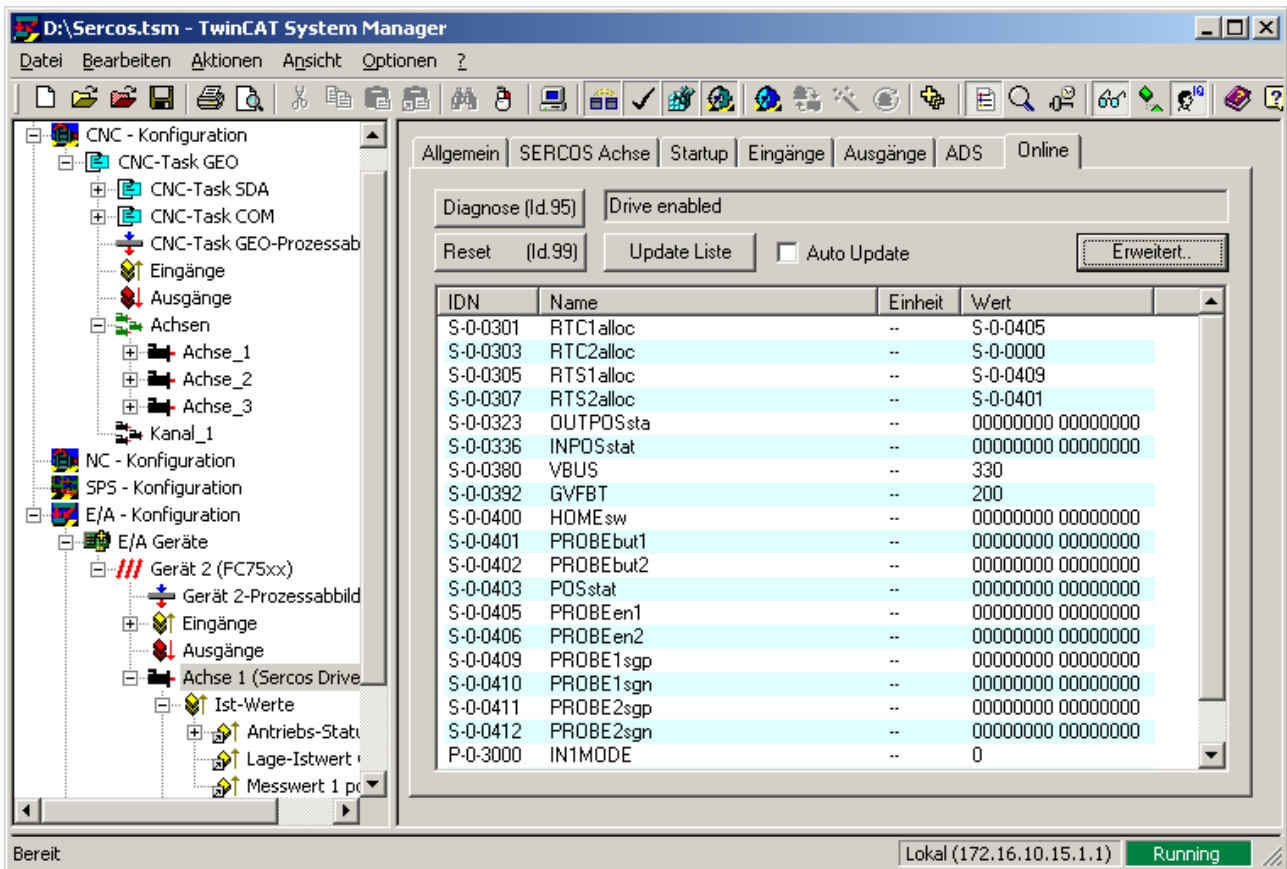 D:\Sercos.tsm - TwinCAT System Manager
Datei Bearbeiten Aktionen Ansicht Optionen ?
CNC - Konfiguration
CNC-Task GEO
CNC-Task SDA
CNC-Task COM
CNC-Task GEO-Prozessab
Eingänge
Ausgänge
Achsen
Achse_1
Achse_2
Achse_3
Kanal_1
NC - Konfiguration
SPS - Konfiguration
E/A - Konfiguration
E/A Geräte
Gerät 2 (FC75xx)
Gerät 2-Prozessabbild
Eingänge
Ausgänge
Achse 1 (Sercos Drive
Ist-Werte
Antriebs-Statu
Lage-Istwert
Messwert 1 po
Allgemein SERCOS Achse Startup Eingänge Ausgänge ADS Online
Diagnose (Id.95) Drive enabled
Reset (Id.99) Update Liste Auto Update Erweitert..
IDN Name Einheit Wert
S-0-0301 RTC1alloc -- S-0-0405
S-0-0303 RTC2alloc -- S-0-0000
S-0-0305 RTS1alloc -- S-0-0409
S-0-0307 RTS2alloc -- S-0-0401
S-0-0323 OUTPOSsta -- 00000000 00000000
S-0-0336 INPOSstat -- 00000000 00000000
S-0-0380 VBUS -- 330
S-0-0392 GVFBT -- 200
S-0-0400 HOMEsw -- 00000000 00000000
S-0-0401 PROBEbut1 -- 00000000 00000000
S-0-0402 PROBEbut2 -- 00000000 00000000
S-0-0403 POSstat -- 00000000 00000000
S-0-0405 PROBEen1 -- 00000000 00000000
S-0-0406 PROBEen2 -- 00000000 00000000
S-0-0409 PROBE1sgp -- 00000000 00000000
S-0-0410 PROBE1sgn -- 00000000 00000000
S-0-0411 PROBE2sgp -- 00000000 00000000
S-0-0412 PROBE2sgn -- 00000000 00000000
P-0-3000 IN1MODE -- 0
Bereit Lokal (172.16.10.15.1.1) Running